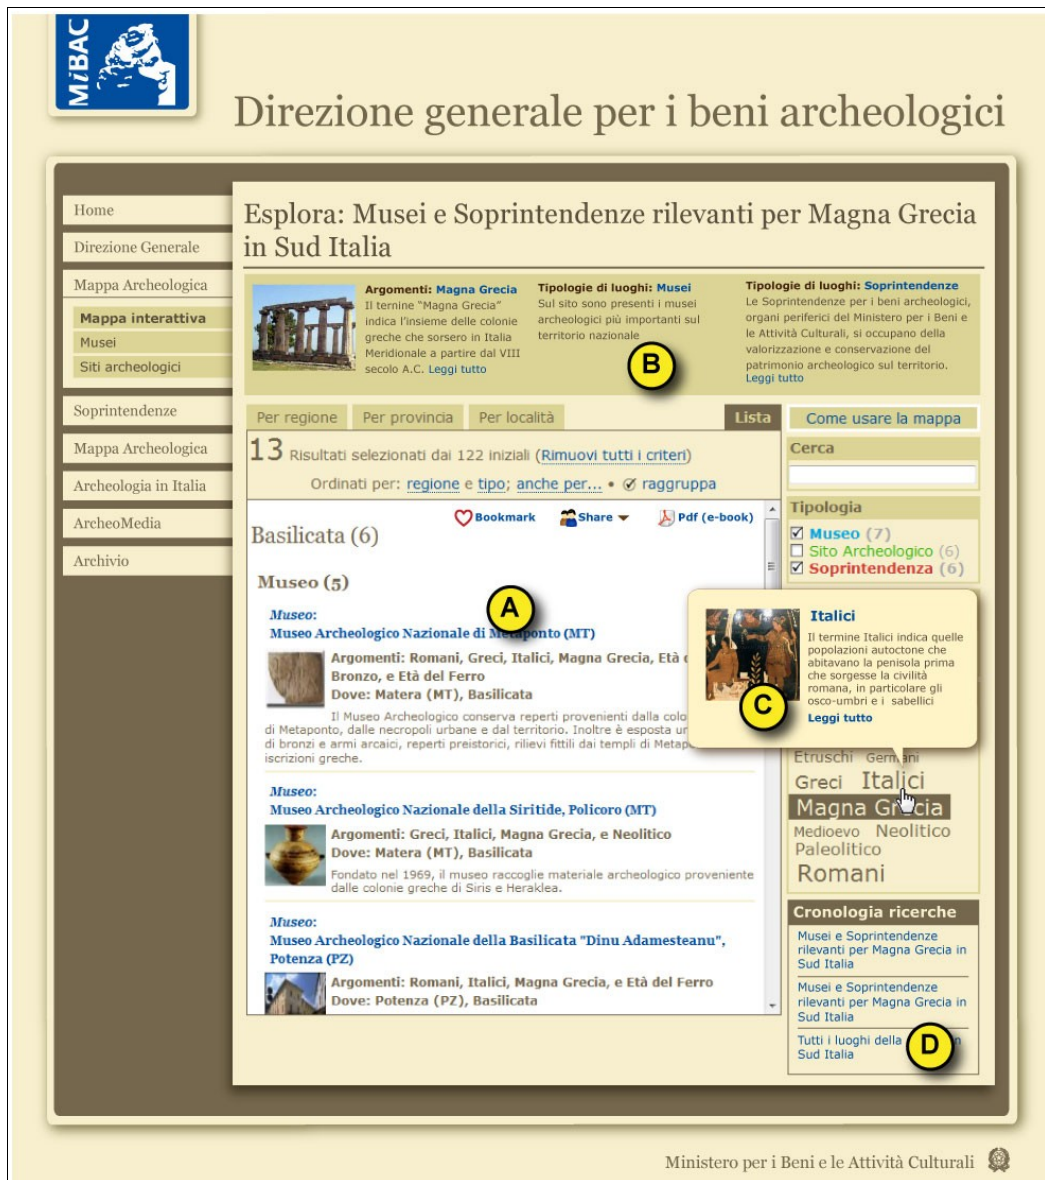 MiBAC
Direzione generale per i beni archeologici
Home
Direzione Generale
Mappa Archeologica
Mappa interattiva
Musei
Siti archeologici
Soprintendenze
Mappa Archeologica
Archeologia in Italia
ArcheoMedia
Archivio
Esplora: Musei e Soprintendenze rilevanti per Magna Grecia
in Sud Italia
Argomenti: Magna Grecia
Il ternine “Magna Grecia”
indica l’insieme delle colonie
greche che sorsero in Italia
Meridionale a partire dal VIII
secolo A.C. Leggi tutto
Tipologie di luoghi: Musei
Sul sito sono presenti i musei
archeologici più importanti sul
territorio nazionale
B
Tipologie di luoghi: Soprintendenze
Le Soprintendenze per i beni archeologici,
organi periferici del Ministero per i Beni e
le Attività Culturali, si occupano della
valorizzazione e conservazione del
patrimonio archeologico sul territorio.
Leggi tutto
Per regione
Per provincia
Per località
Lista
13 Risultati selezionati dai 122 iniziali (Rimuovi tutti i criteri)
Ordinati per: regione e tipo; anche per... • raggruppa
Bookmark
Share
Pdf (e-book)
Basilicata (6)
Museo (5)
A
Museo:
Museo Archeologico Nazionale di Metaponto (MT)
Argomenti: Romani, Greci, Italici, Magna Grecia, Età
Bronzo, e Età del Ferro
Dove: Matera (MT), Basilicata
Il Museo Archeologico conserva reperti provenienti dalla
di Metaponto, dalle necropoli urbane e dal territorio. Inoltre è esposta
di bronzi e armi arcaici, reperti preistorici, rilievi fittili dai templi di
iscrizioni greche.
Museo:
Museo Archeologico Nazionale della Siritide, Policoro (MT)
Argomenti: Greci, Italici, Magna Grecia, e Neolitico
Dove: Matera (MT), Basilicata
Fondato nel 1969, il museo raccoglie materiale archeologico proveniente
dalle colonie greche di Siris e Heraklea.
Museo:
Museo Archeologico Nazionale della Basilicata "Dinu Adamesteanu",
Potenza (PZ)
Argomenti: Romani, Italici, Magna Grecia, e Età del Ferro
Dove: Potenza (PZ), Basilicata
Come usare la mappa
Cerca
Tipologia
Museo (7)
Sito Archeologico (6)
Soprintendenza (6)
Italici
Il termine Italici indica quelle
popolazioni autoctone che
abitavano la penisola prima
che sorgesse la civilità
romana, in particolare gli
osco-umbri e i sabellici
Leggi tutto
C
Etruschi Germani
Greci Italici
Magna Grecia
Medioevo Neolitico
Paleolitico
Romani
Cronologia ricerche
Musei e Soprintendenze
rilevanti per Magna Grecia in
Sud Italia
Musei e Soprintendenze
rilevanti per Magna Grecia in
Sud Italia
Tutti i luoghi della
Sud Italia
D
Ministero per i Beni e le Attività Culturali